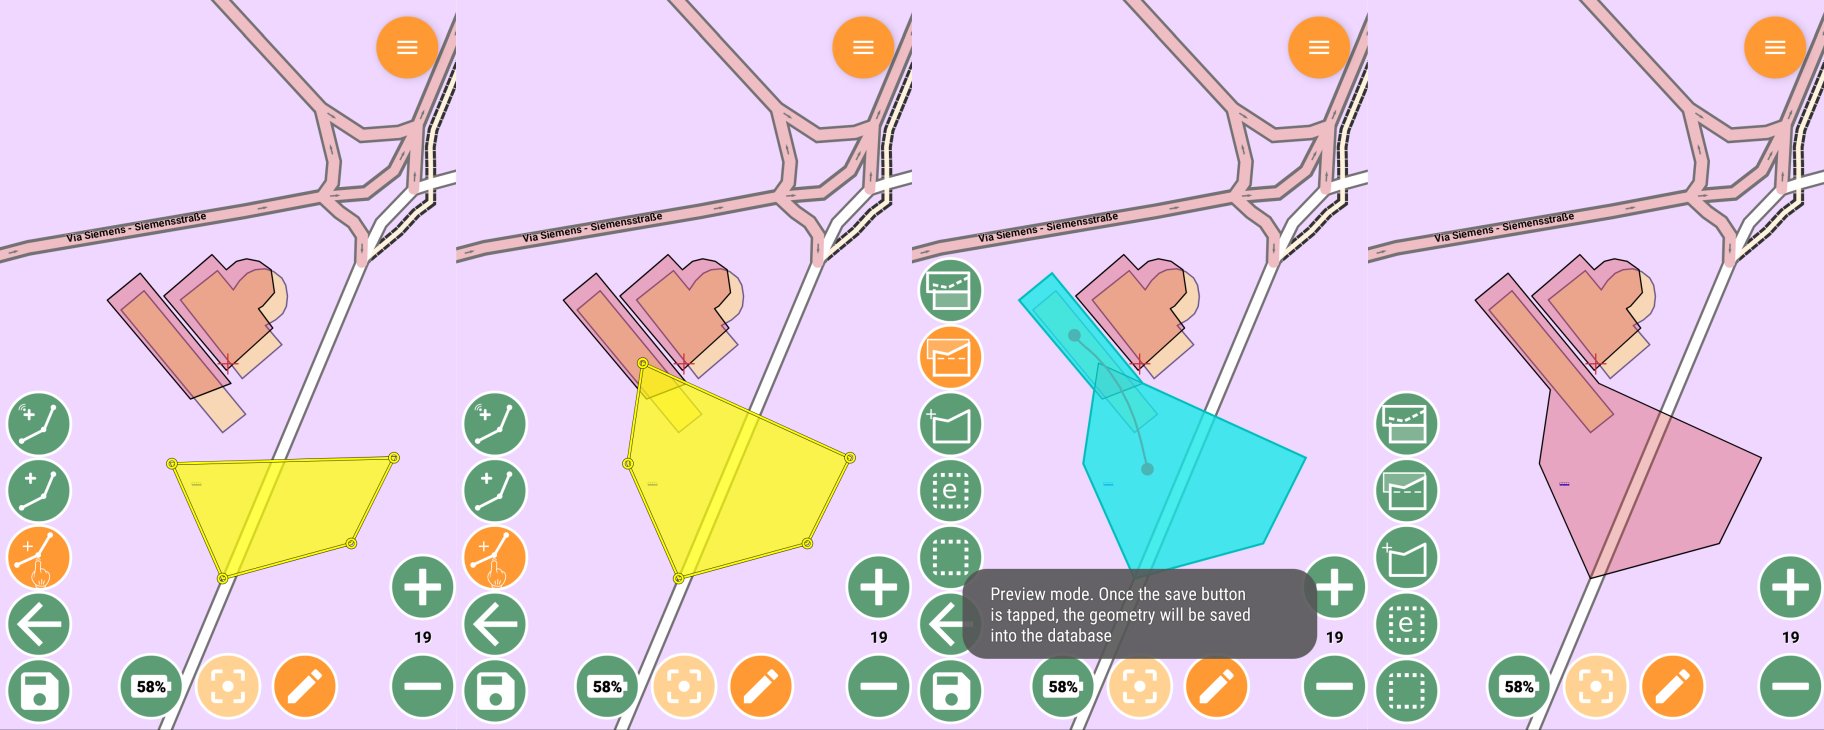 Via Siemens - Siemensstraße
Via Siemens - Siemensstraße
Via Siemens - Siemensstraße
Via Siemens - Siemensstraße
e
e
Preview mode. Once the save button
is tapped, the geometry will be saved
into the database
19
19
19
19
58%
58%
58%
58%